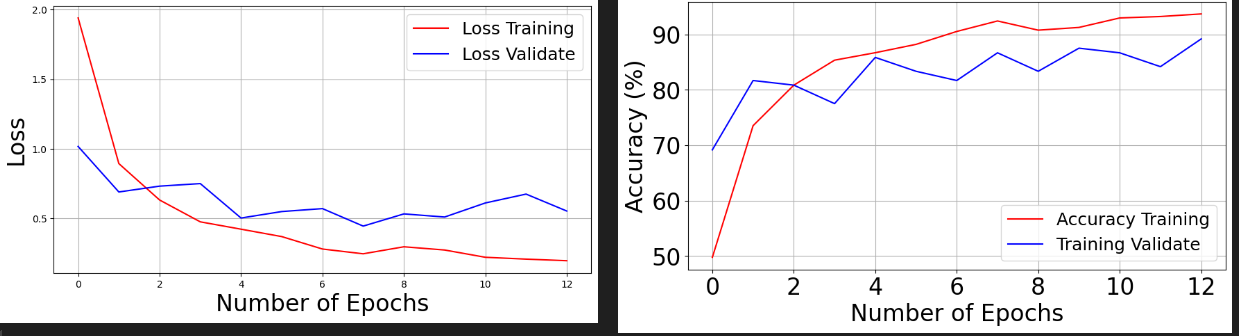 2.0
1.5
1.0
0.5
Loss
Loss Training
Loss Validate
0 2 4 6 8 10 12
Number of Epochs
90
80
70
60
50
Accuracy (%)
Accuracy Training
Training Validate
0 2 4 6 8 10 12
Number of Epochs